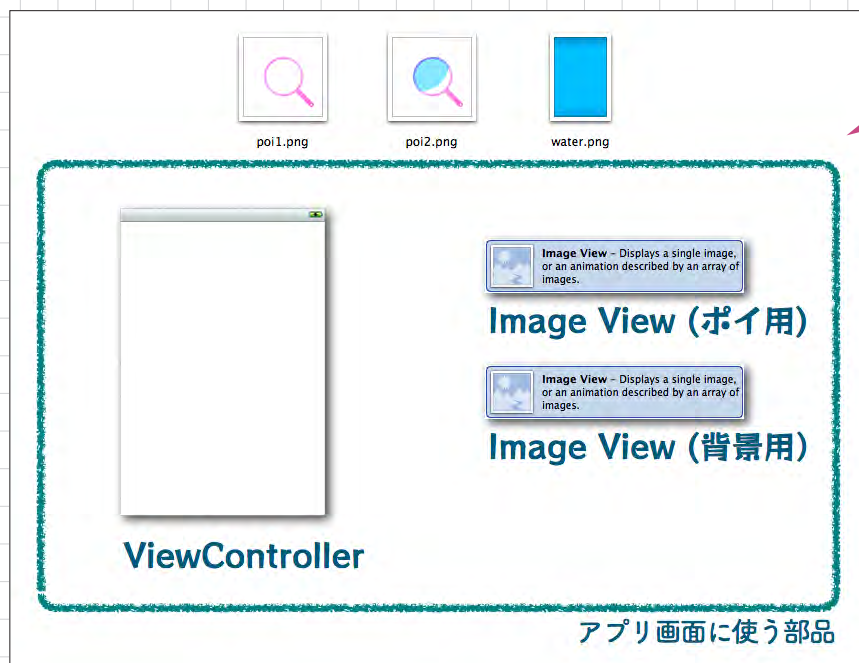 poi1.png
poi2.png
water.png
Image View – Displays a single image,
or an animation described by an array of
images.
Image View (ポイ用)
Image View – Displays a single image,
or an animation described by an array of
images.
Image View (背景用)
ViewController
アプリ画面に使う部品